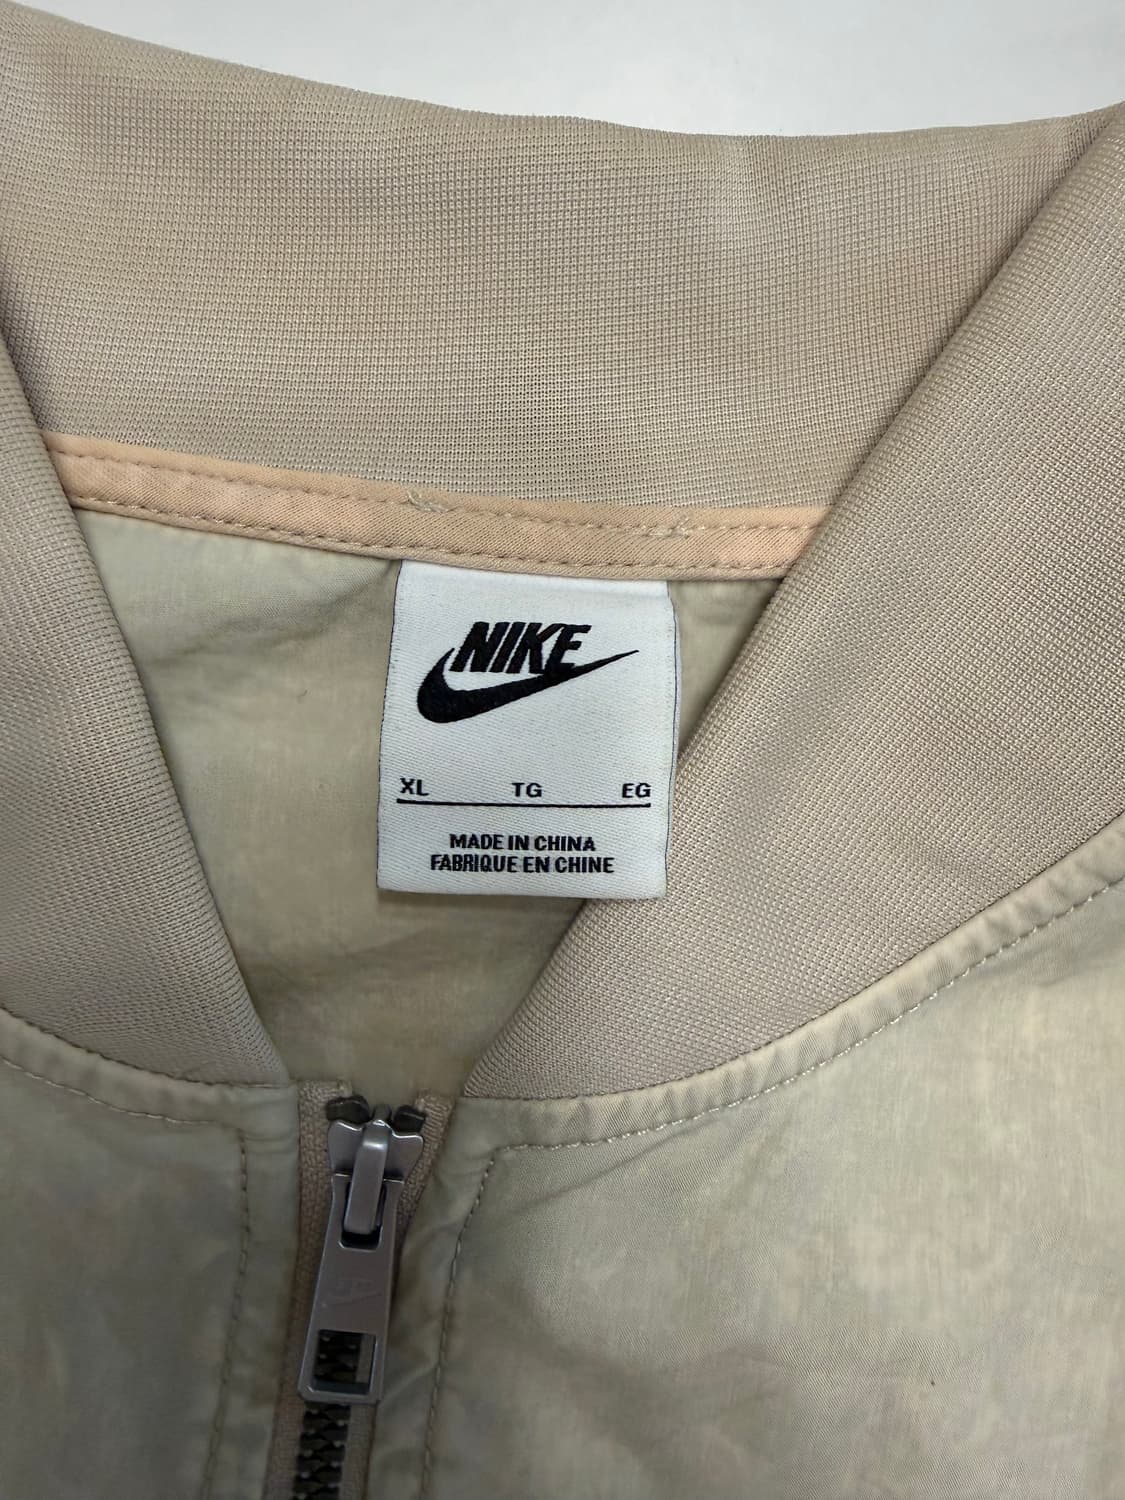 NIKE
XL TG EG
MADE IN CHINA
FABRIQUE EN CHINE